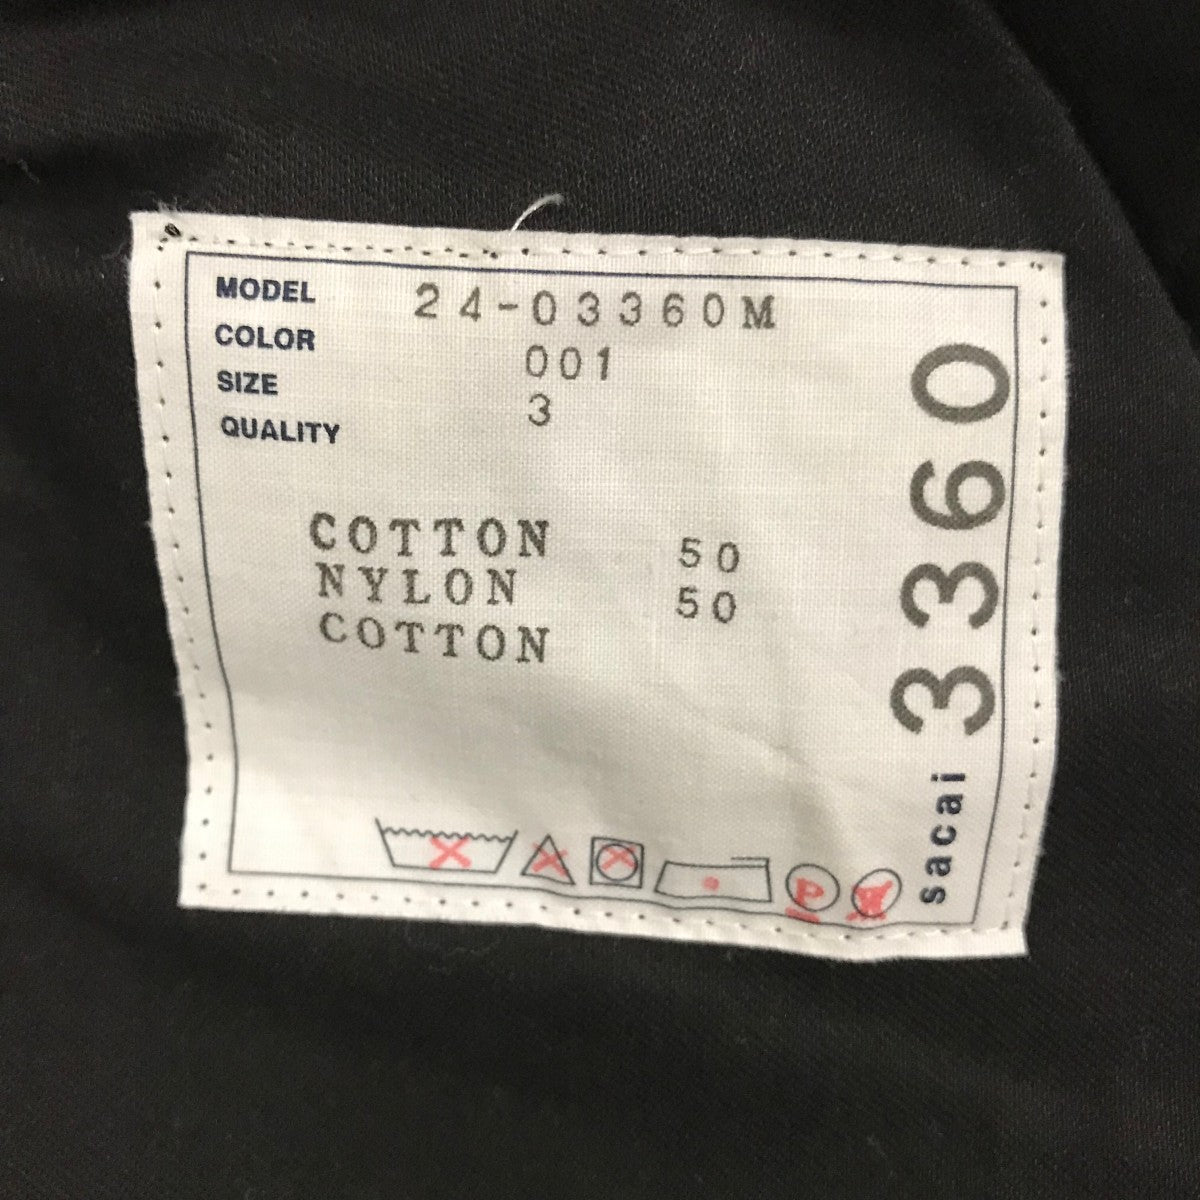 MODEL 24-03360M
COLOR 001
SIZE 3
QUALITY
COTTON 50
NYLON 50
COTTON
P
W
sacai 3360